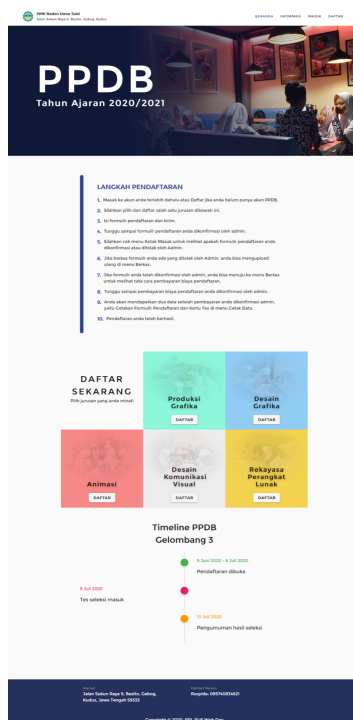 SMK Raden Umar Said
Jalan Sukun Raya 9, Besito, Gebog, Kudus
BERANDA INFORMASI MASUK DAFTAR
PPDB
Tahun Ajaran 2020/2021
LANGKAH PENDAFTARAN
1. Masuk ke akun anda terlebih dahulu atau Daftar jika anda belum punya akun PPDB.
2. Silahkan pilih dan daftar salah satu jurusan dibawah ini.
3. Isi formulir pendaftaran dan kirim.
4. Tunggu sampai formulir pendaftaran anda dikonfirmasi oleh admin.
5. Silahkan cek menu Kotak Masuk untuk melihat apakah formulir pendaftaran anda
dikonfirmasi atau ditolak oleh Admin.
6. Jika berkas formulir anda ada yang ditolak oleh Admin, anda bisa mengupload
ulang di menu Berkas.
7. Jika formulir anda telah dikonfirmasi oleh admin, anda bisa menuju ke menu Berkas
untuk melihat tata cara pembayaran biaya pendaftaran.
8. Tunggu sampai pembayaran biaya pendaftaran anda dikonfirmasi oleh admin.
9. Anda akan mendapatkan dua data setelah pembayaran anda dikonfirmasi admin,
yaitu Cetakan Formulir Pendaftaran dan Kartu Tes di menu Cetak Data.
10. Pendaftaran anda telah berhasil.
DAFTAR
SEKARANG
Pilih jurusan yang anda minati
Produksi
Grafika
DAFTAR
Desain
Grafika
DAFTAR
Animasi
DAFTAR
Desain
Komunikasi
Visual
DAFTAR
Rekayasa
Perangkat
Lunak
DAFTAR
Timeline PPDB
Gelombang 3
5 Juni 2020 - 8 Juli 2020
Pendaftaran dibuka
9 Juli 2020
Tes seleksi masuk
10 Juli 2020
Pengumuman hasil seleksi
Alamat
Jalan Sukun Raya 9, Besito, Gebog,
Kudus, Jawa Tengah 59333
Contact Person
Rosyida: 085740934621
Copyright © 2020. PPL RUS Web Dev